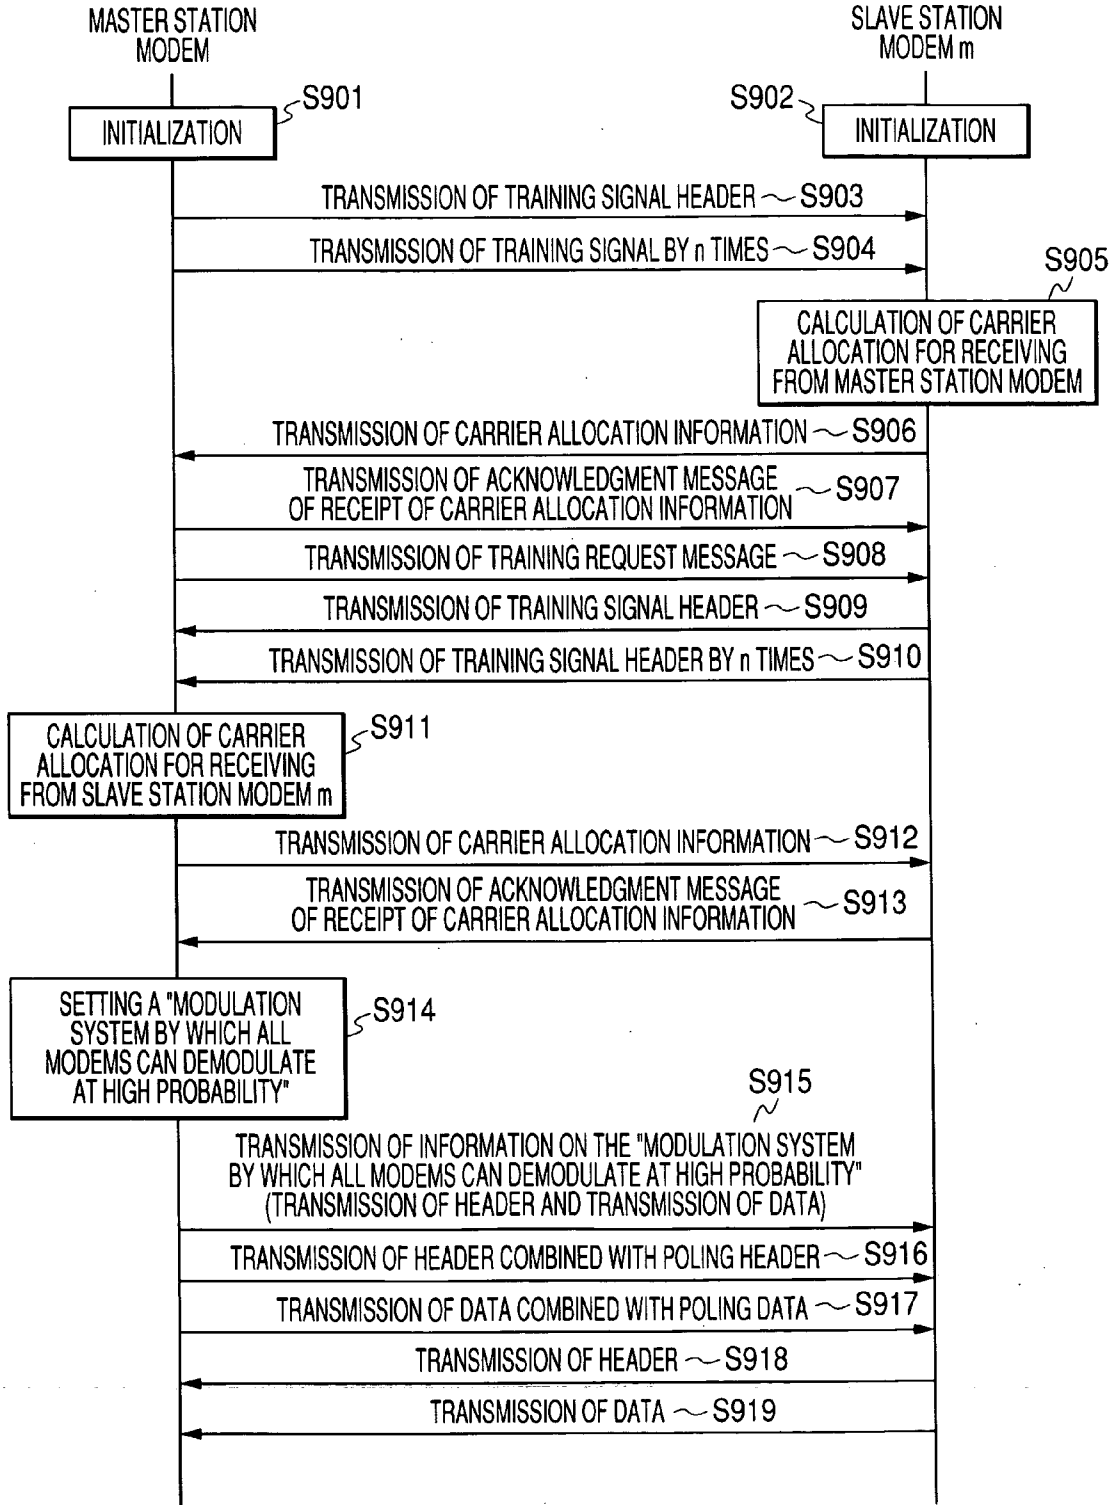 MASTER STATION
MODEM
SLAVE STATION
MODEM m
S901
INITIALIZATION
S902
INITIALIZATION
TRANSMISSION OF TRAINING SIGNAL HEADER S903
TRANSMISSION OF TRAINING SIGNAL BY n TIMES S904
S905
CALCULATION OF CARRIER
ALLOCATION FOR RECEIVING
FROM MASTER STATION MODEM
TRANSMISSION OF CARRIER ALLOCATION INFORMATION S906
TRANSMISSION OF ACKNOWLEDGMENT MESSAGE
OF RECEIPT OF CARRIER ALLOCATION INFORMATION
S907
TRANSMISSION OF TRAINING REQUEST MESSAGE S908
TRANSMISSION OF TRAINING SIGNAL HEADER S909
TRANSMISSION OF TRAINING SIGNAL HEADER BY n TIMES S910
CALCULATION OF CARRIER
ALLOCATION FOR RECEIVING
FROM SLAVE STATION MODEM m
S911
TRANSMISSION OF CARRIER ALLOCATION INFORMATION S912
TRANSMISSION OF ACKNOWLEDGMENT MESSAGE
OF RECEIPT OF CARRIER ALLOCATION INFORMATION
S913
SETTING A "MODULATION
SYSTEM BY WHICH ALL
MODEMS CAN DEMODULATE
AT HIGH PROBABILITY"
S914
S915
TRANSMISSION OF INFORMATION ON THE "MODULATION SYSTEM
BY WHICH ALL MODEMS CAN DEMODULATE AT HIGH PROBABILITY"
(TRANSMISSION OF HEADER AND TRANSMISSION OF DATA)
TRANSMISSION OF HEADER COMBINED WITH POLING HEADER S916
TRANSMISSION OF DATA COMBINED WITH POLING DATA S917
TRANSMISSION OF HEADER S918
TRANSMISSION OF DATA S919